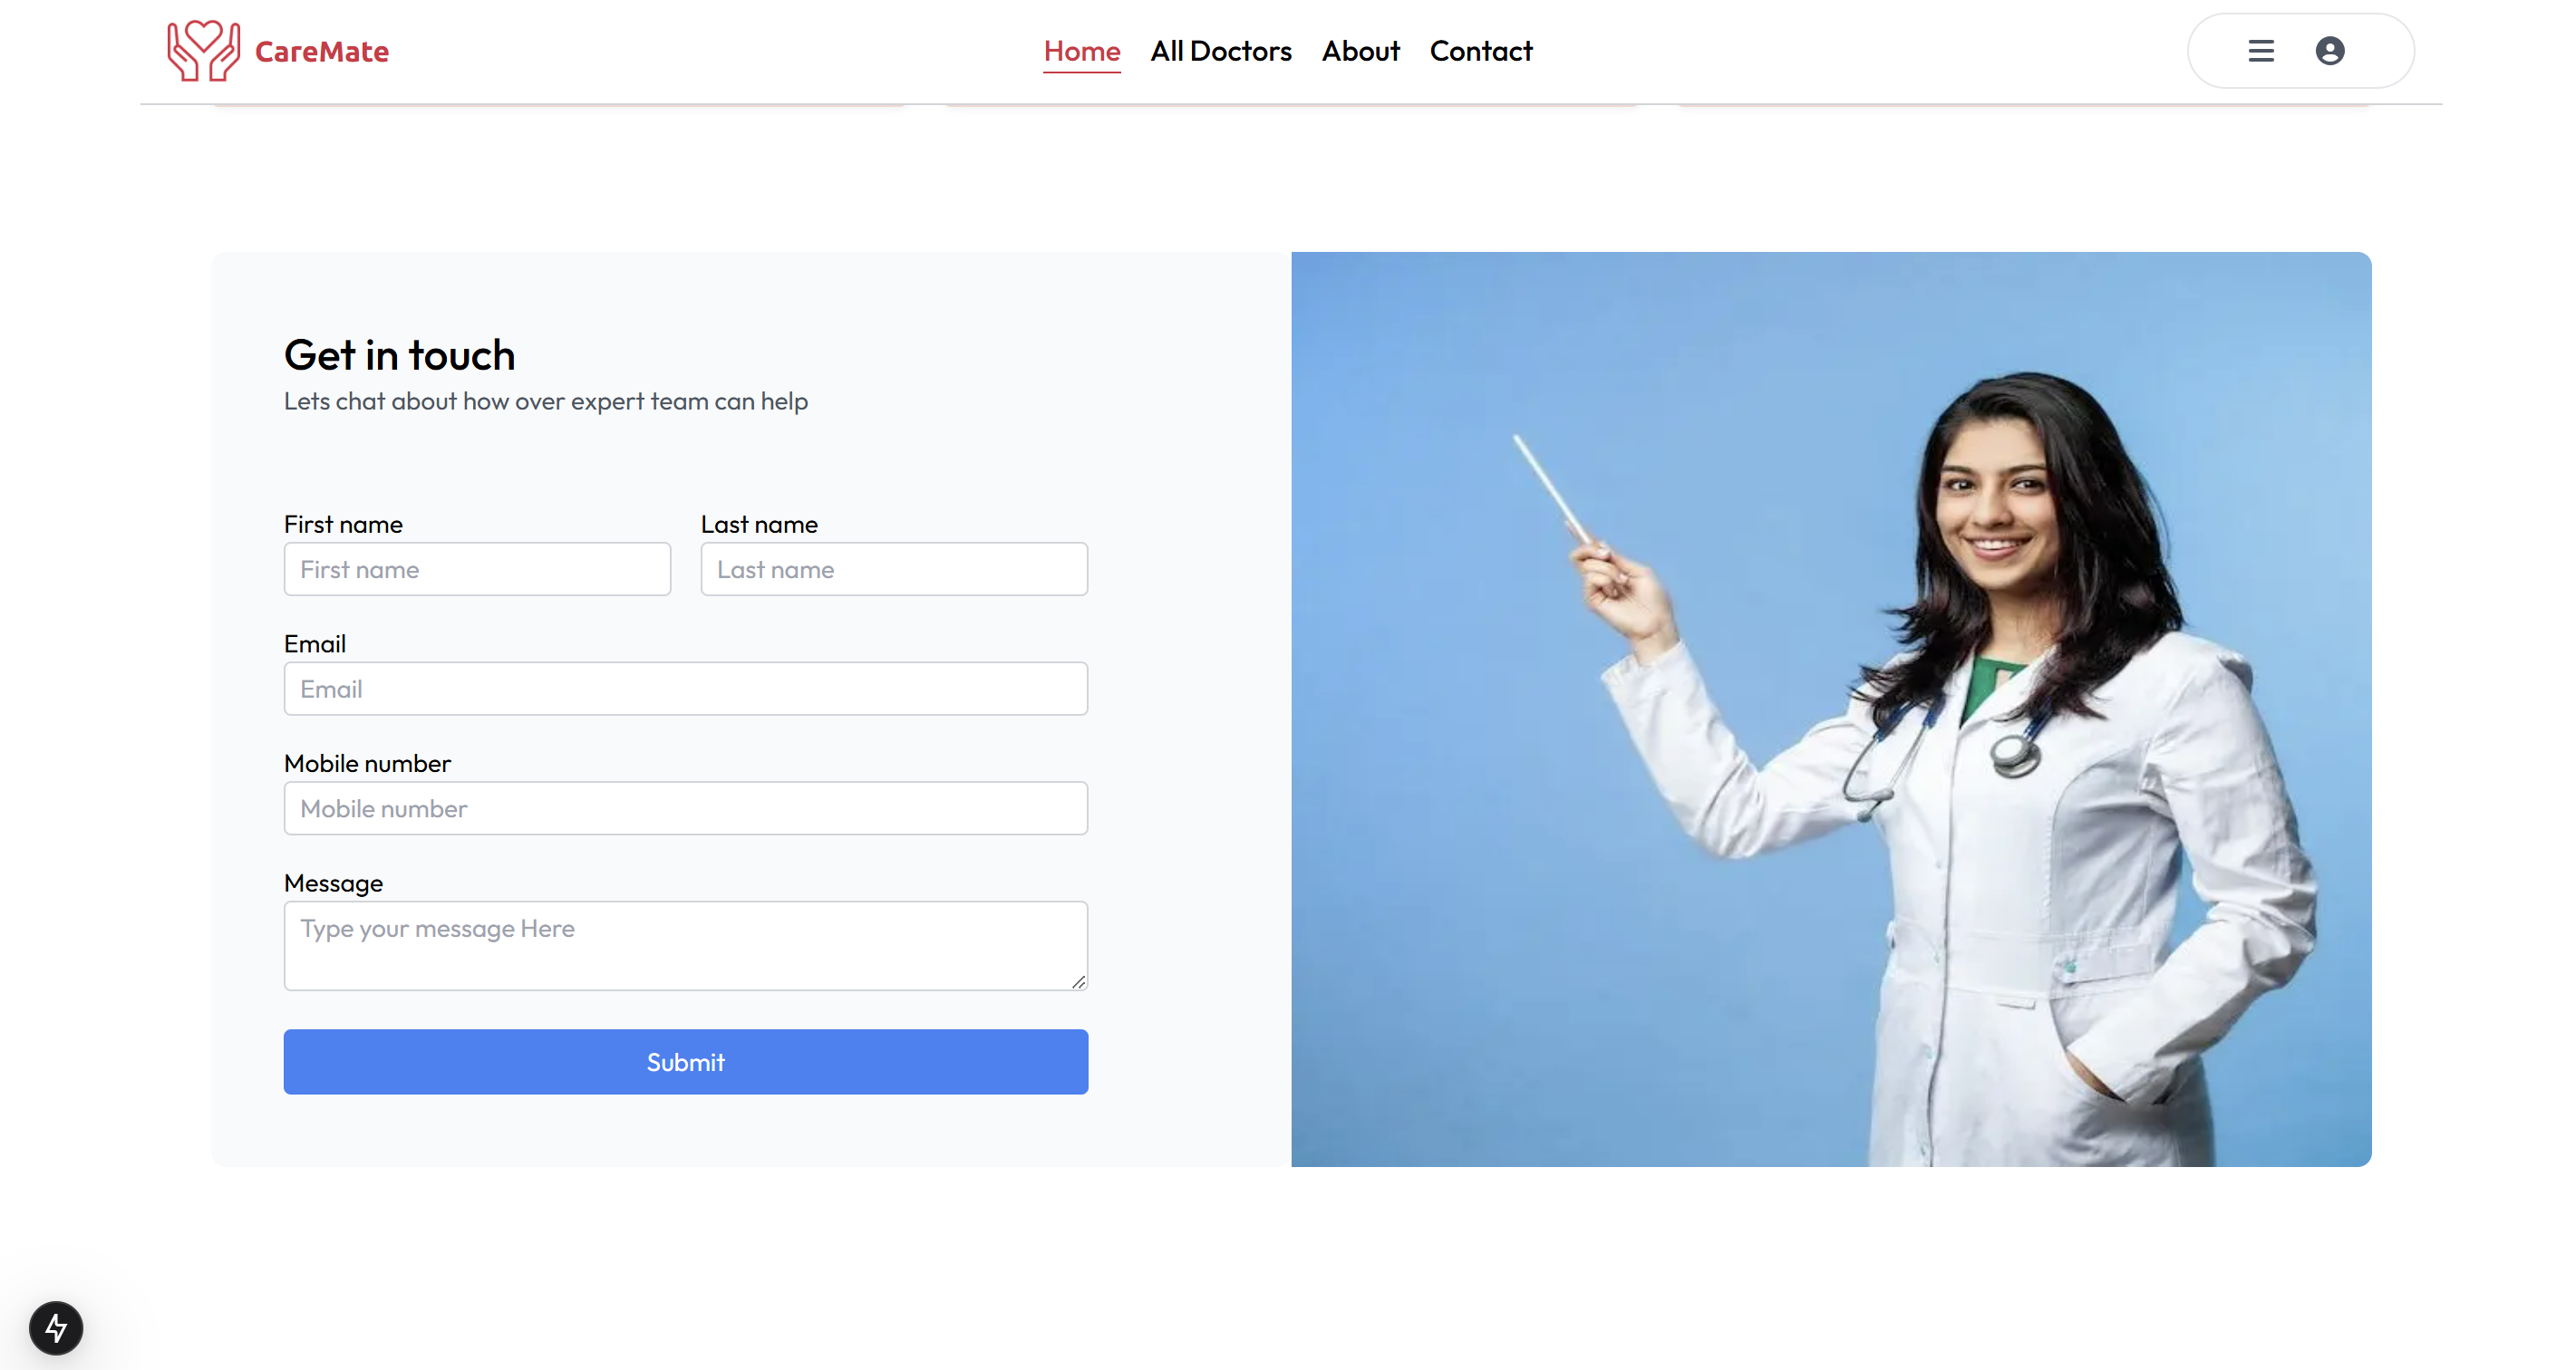 CareMate
Home All Doctors About Contact
Get in touch
Lets chat about how over expert team can help
First name Last name
First name Last name
Email
Email
Mobile number
Mobile number
Message
Type your message Here
Submit